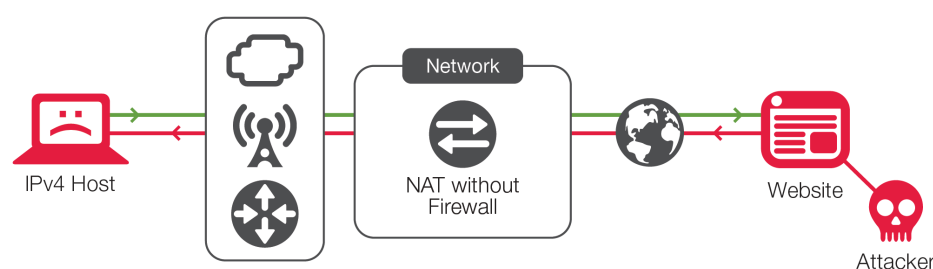 Network
IPv4 Host
NAT without
Firewall
Website
Attacker